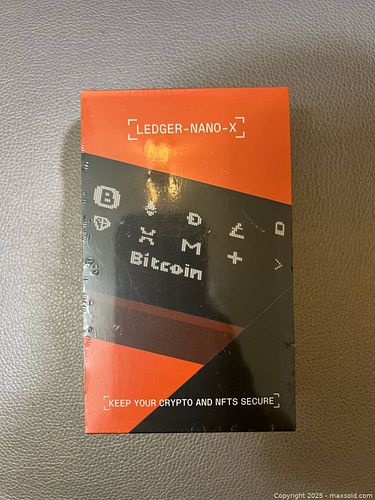 LEDGER-NANO-X
Bitcoin
KEEP YOUR CRYPTO AND NFTS SECURE
Copyright 2025 - maxsold.com